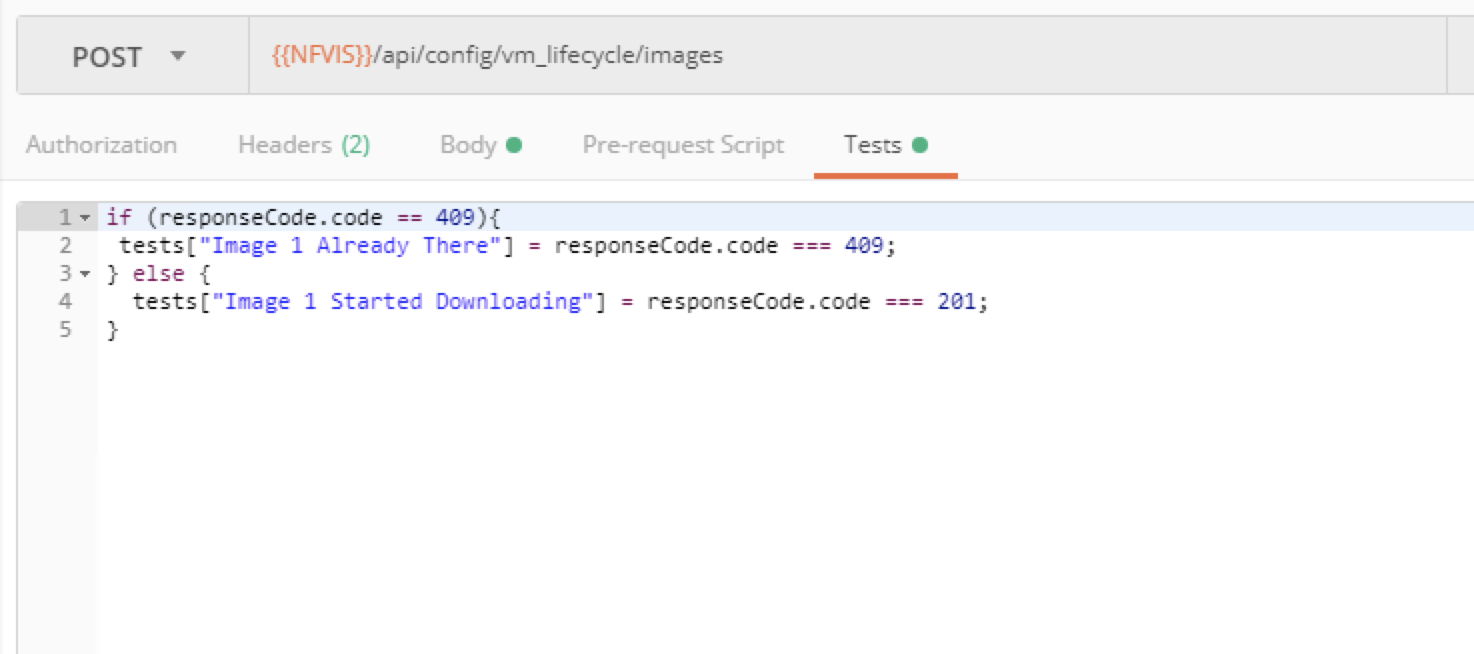 POST {{NFVIS}}/api/config/vm_lifecycle/images
Authorization Headers (2) Body Pre-request Script Tests
1 if (responseCode.code == 409){
2 tests["Image 1 Already There"] = responseCode.code === 409;
3 } else {
4 tests["Image 1 Started Downloading"] = responseCode.code === 201;
5 }